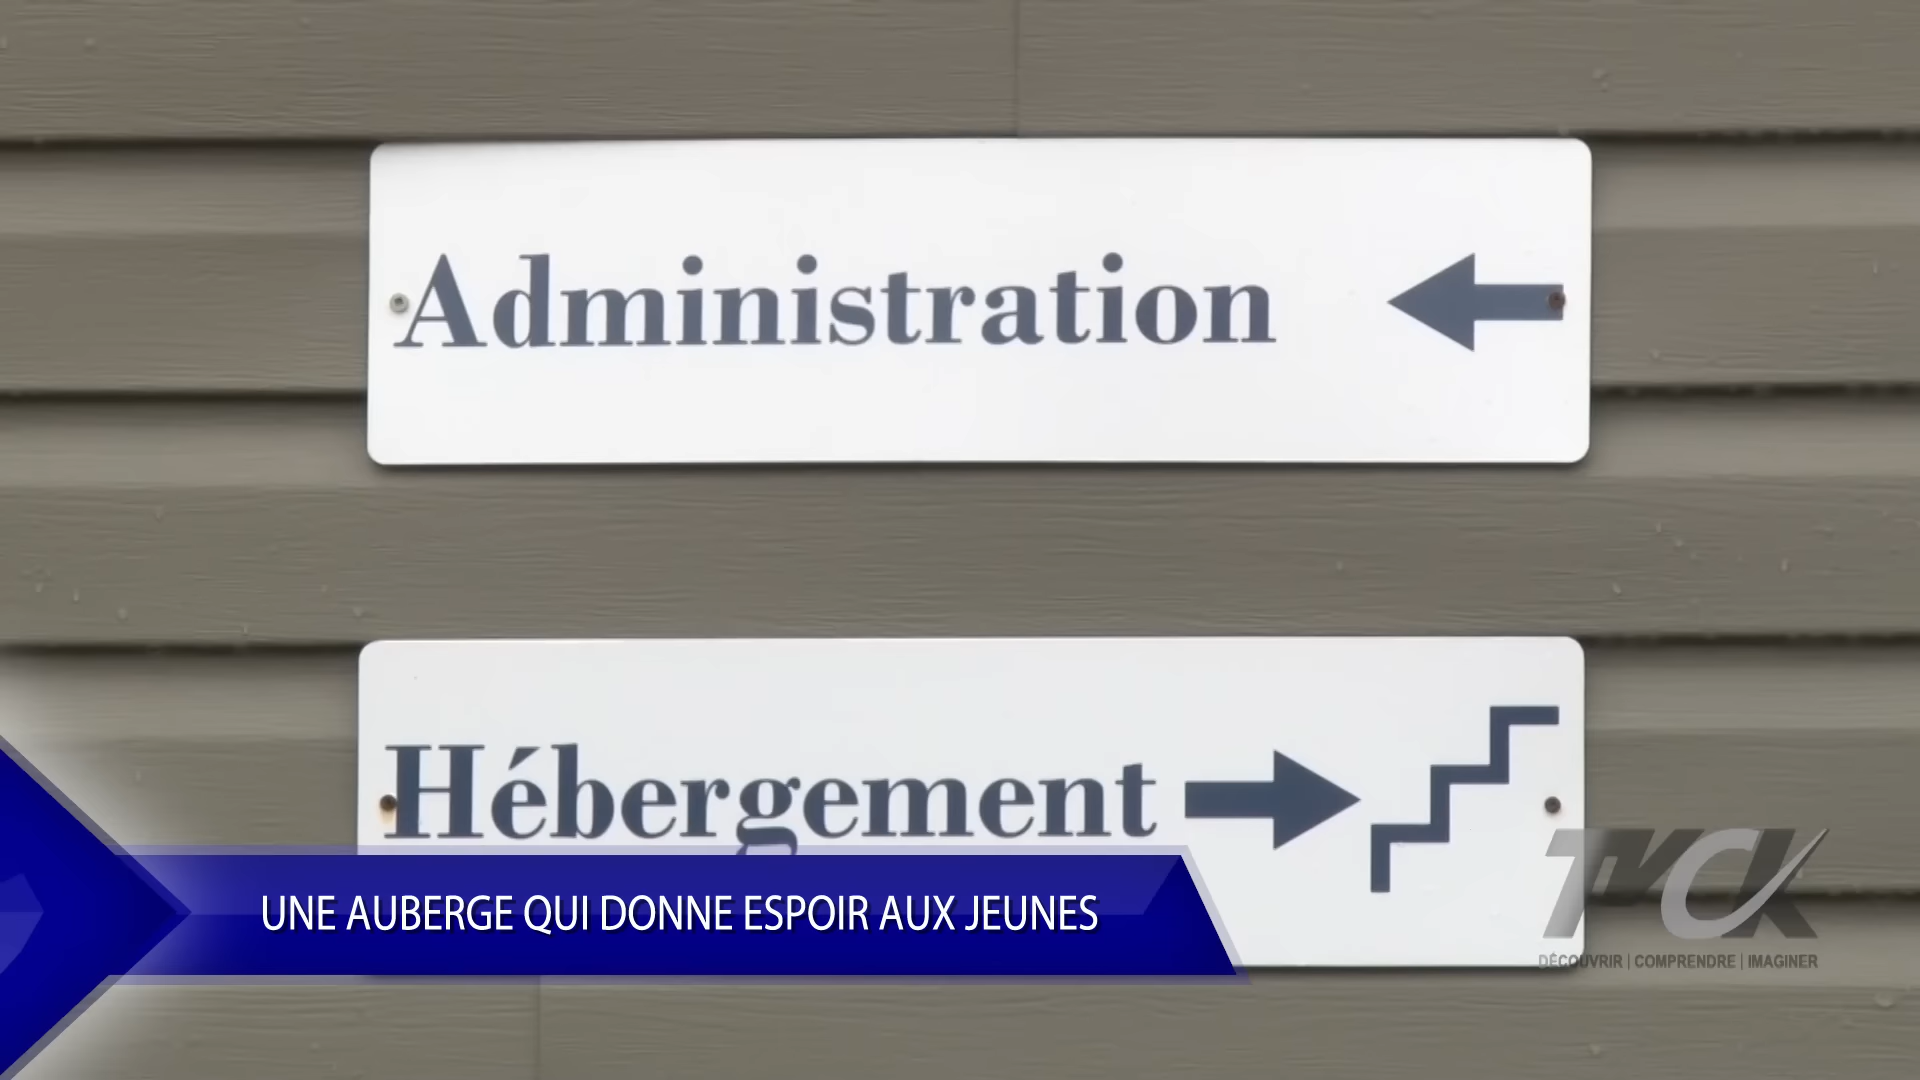 Administration
Hébergement
UNE AUBERGE QUI DONNE ESPOIR AUX JEUNES
TVCK
DÉCOUVRIR | COMPRENDRE | IMAGINER